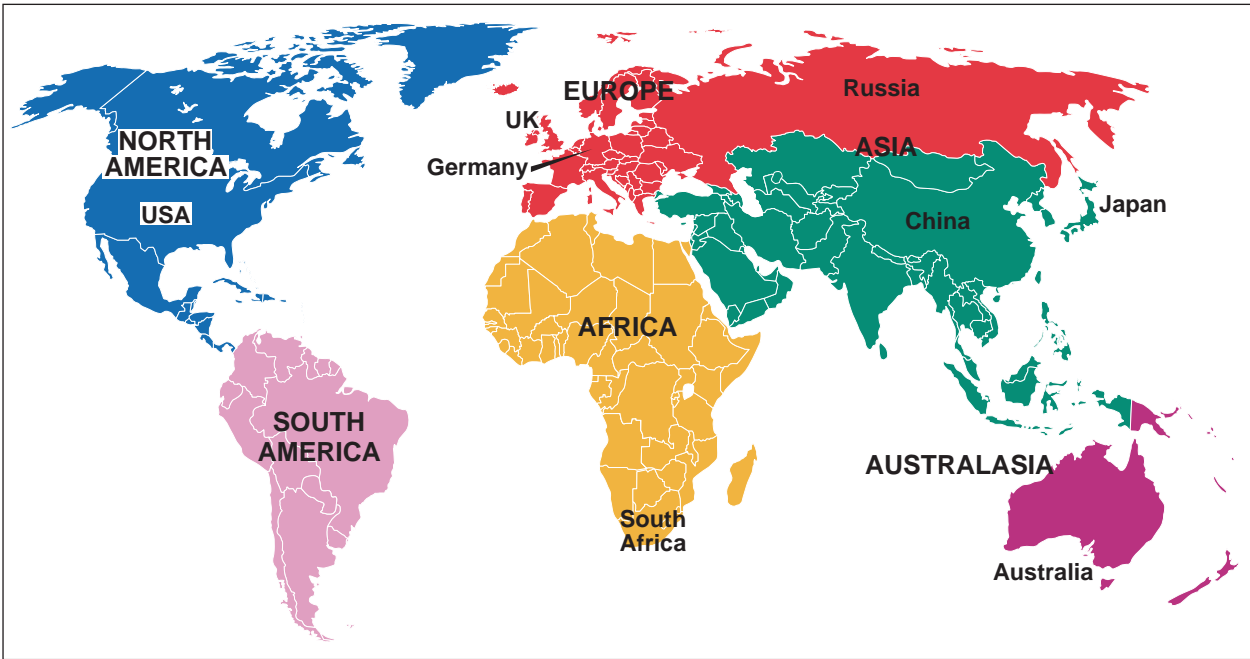 EUROPE
Russia
UK
NORTH
AMERICA
ASIA
Germany
USA
Japan
China
AFRICA
SOUTH
AMERICA
AUSTRALASIA
South
Africa
Australia